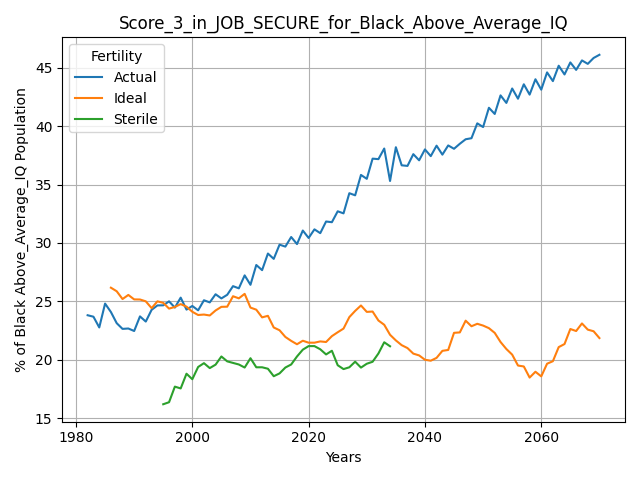 Score_3_in_JOB_SECURE_for_Black_Above_Average_IQ
Fertility
Actual
Ideal
Sterile
% of Black Above_Average_IQ Population
45
40
35
30
25
20
15
1980
2000
2020
2040
2060
Years